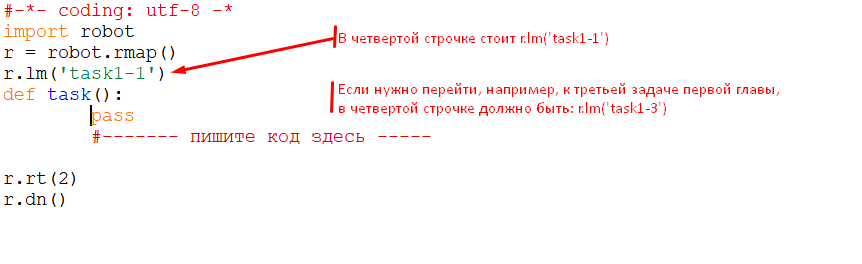 #-*- coding: utf-8 -*
import robot
r = robot.rmap()
r.lm('task1-1')
def task():
pass
#------- пишите код здесь -----
r.rt(2)
r.dn()
В четвертой строчке стоит r.lm('task1-1')
Если нужно перейти, например, к третьей задаче первой главы,
в четвертой строчке должно быть: r.lm('task1-3')